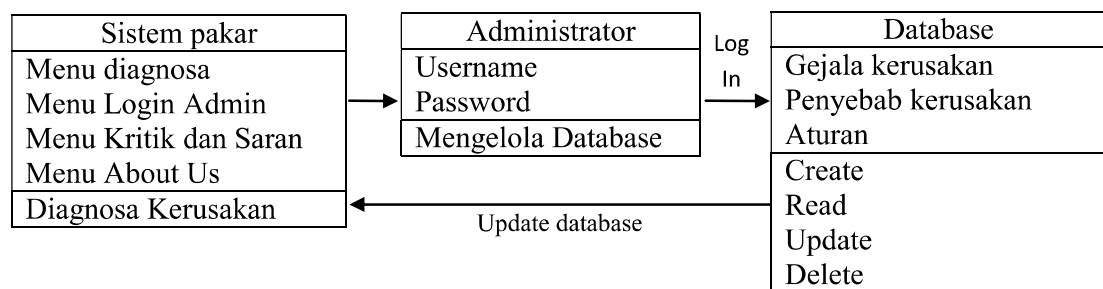 Sistem pakar
Menu diagnosa
Menu Login Admin
Menu Kritik dan Saran
Menu About Us
Diagnosa Kerusakan
Administrator
Username
Password
Mengelola Database
Log
In
Database
Gejala kerusakan
Penyebab kerusakan
Aturan
Create
Read
Update
Delete
Update database